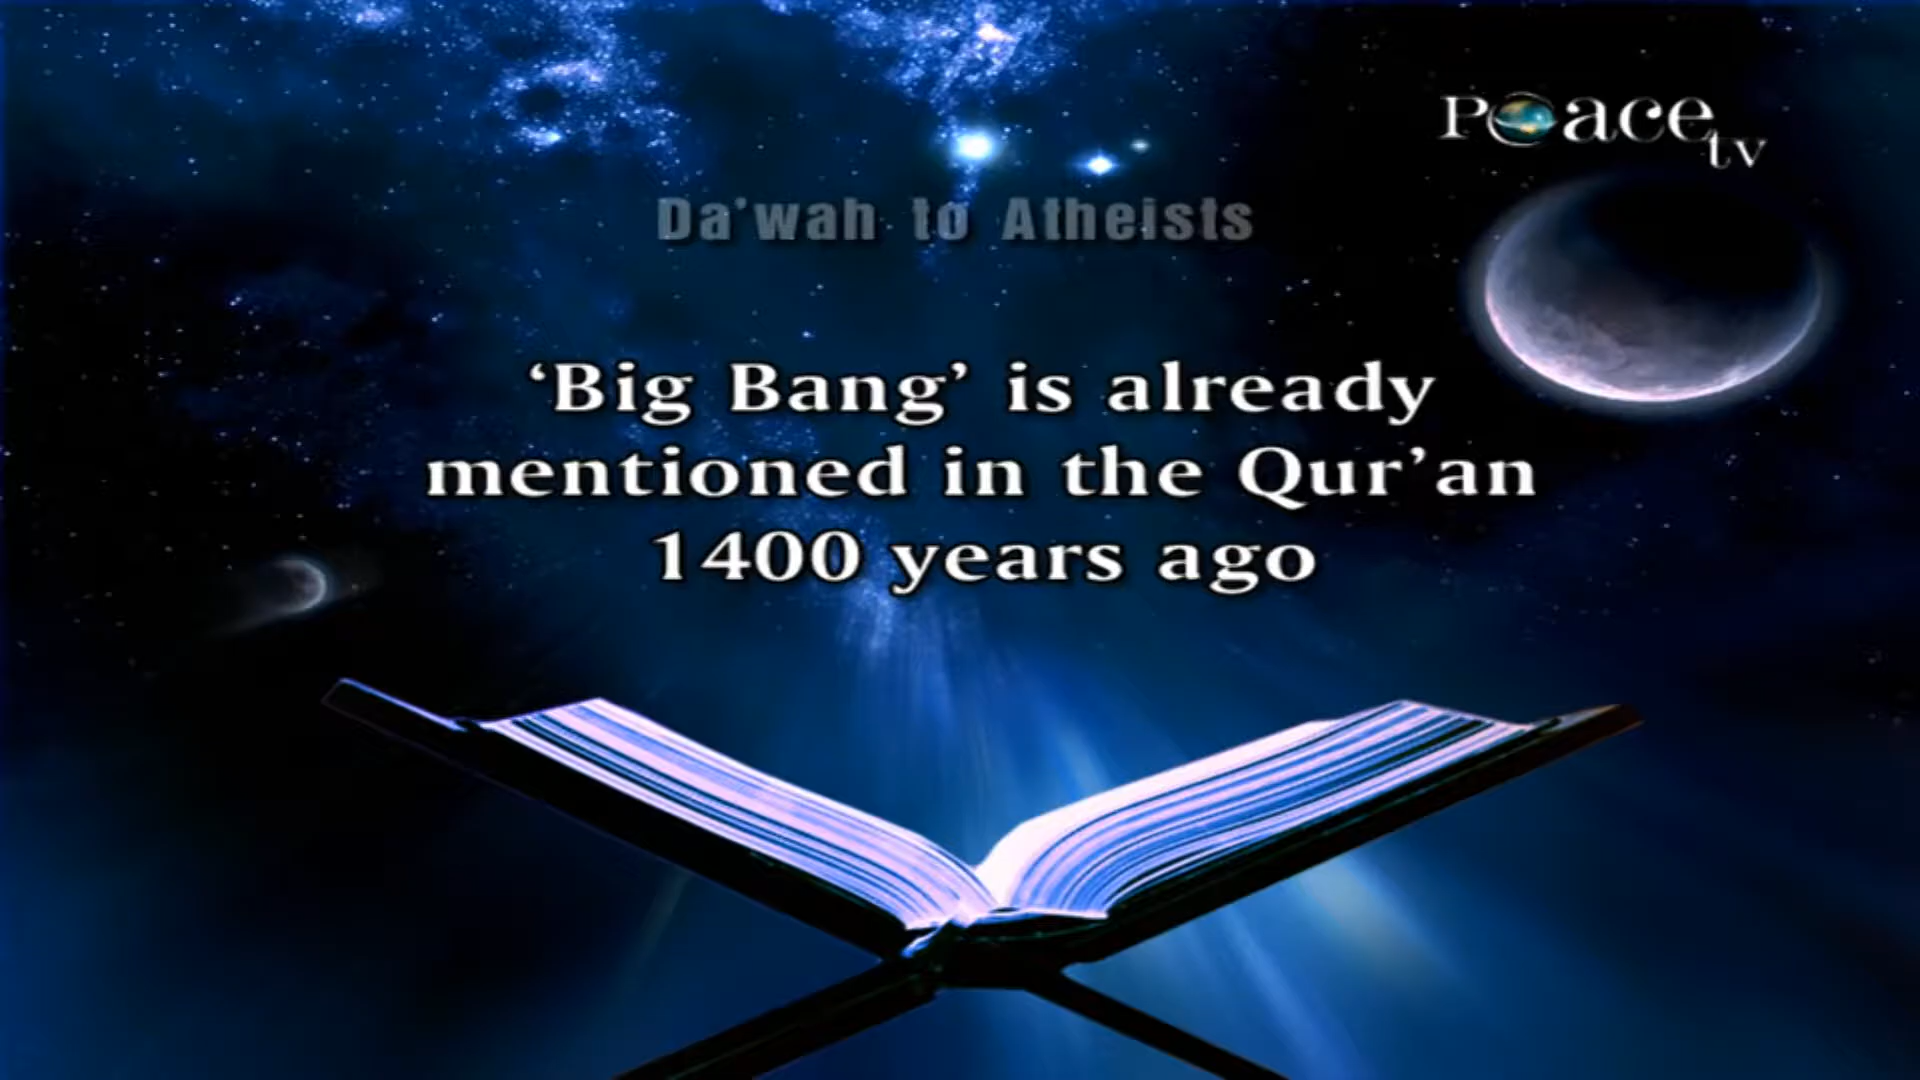 Peace
tv
Da'wah to Atheists
‘Big Bang’ is already
mentioned in the Qur’an
1400 years ago